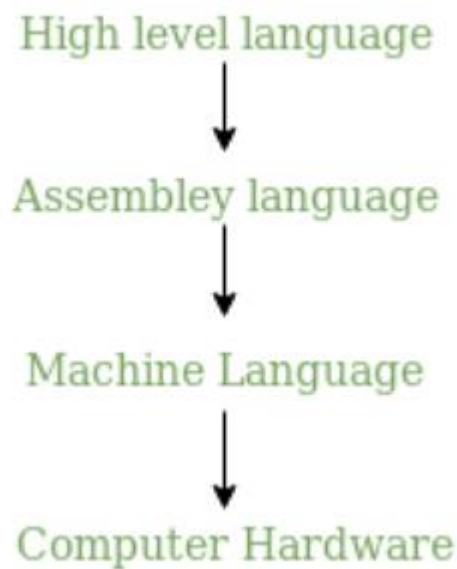 High level language
Assembley language
Machine Language
Computer Hardware